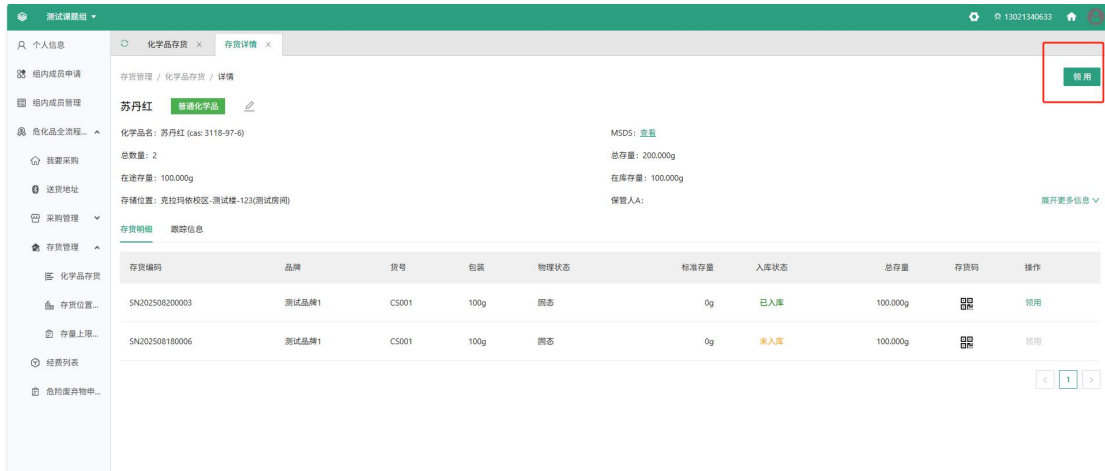 测试课题组 13021340633
个人信息
组内成员申请
组内成员管理
危化品全流程...
我要采购
送货地址
采购管理
存货管理
化学品存货
存货位置...
存量上限...
经费列表
危险废弃物申...
化学品存货 × 存货详情 ×
存货管理 / 化学品存货 / 详情 领用
苏丹红 普通化学品
化学品名: 苏丹红 (cas: 3118-97-6) MSDS: 查看
总数量: 2 总存量: 200.000g
在途存量: 100.000g 在库存量: 100.000g
存储位置: 克拉玛依校区-测试楼-123(测试房间) 保管人A: 展开更多信息
存货明细 跟踪信息
存货编码 品牌 货号 包装 物理状态 标准存量 入库状态 总存量 存货码 操作
SN202508200003 测试品牌1 CS001 100g 固态 0g 已入库 100.000g 领用
SN202508180006 测试品牌1 CS001 100g 固态 0g 未入库 100.000g 领用
< 1 >